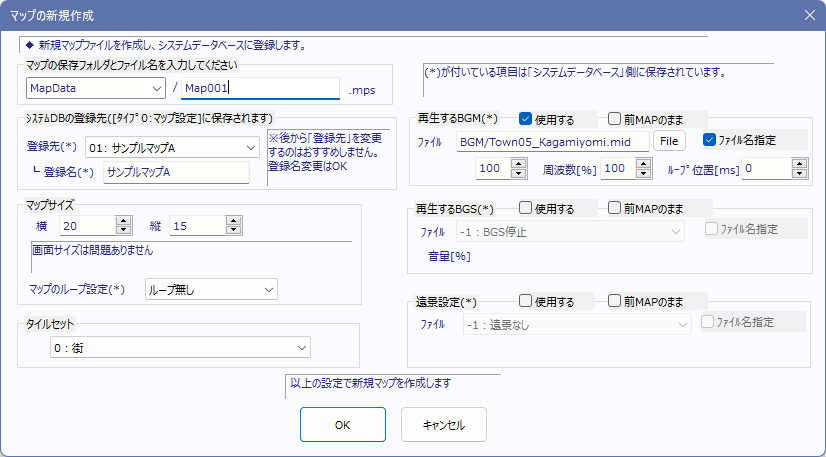 マップの新規作成
◆ 新規マップファイルを作成し、システムデータベースに登録します。
マップの保存フォルダとファイル名を入力してください
MapData / Map001 .mps
(*)が付いている項目は「システムデータベース」側に保存されています。
ｼｽﾃﾑDBの登録先([ﾀｲﾌﾟ0:マップ設定]に保存されます)
登録先(*) 01: サンプルマップA
┗ 登録名(*) サンプルマップA
※後から「登録先」を変更
するのはおすすめしません。
登録名変更はOK
マップサイズ
横 20 縦 15
画面サイズは問題ありません
マップのループ設定(*) ループ無し
タイルセット
0 : 街
再生するBGM(*) 使用する 前MAPのまま
ファイル BGM/Town05_Kagamiyomi.mid File ファイル名指定
100 周波数[%] 100 ﾙｰﾌﾟ位置[ms] 0
再生するBGS(*) 使用する 前MAPのまま
ファイル -1 : BGS停止 ファイル名指定
音量[%]
遠景設定(*) 使用する 前MAPのまま
ファイル -1 : 遠景なし ファイル名指定
以上の設定で新規マップを作成します
OK キャンセル